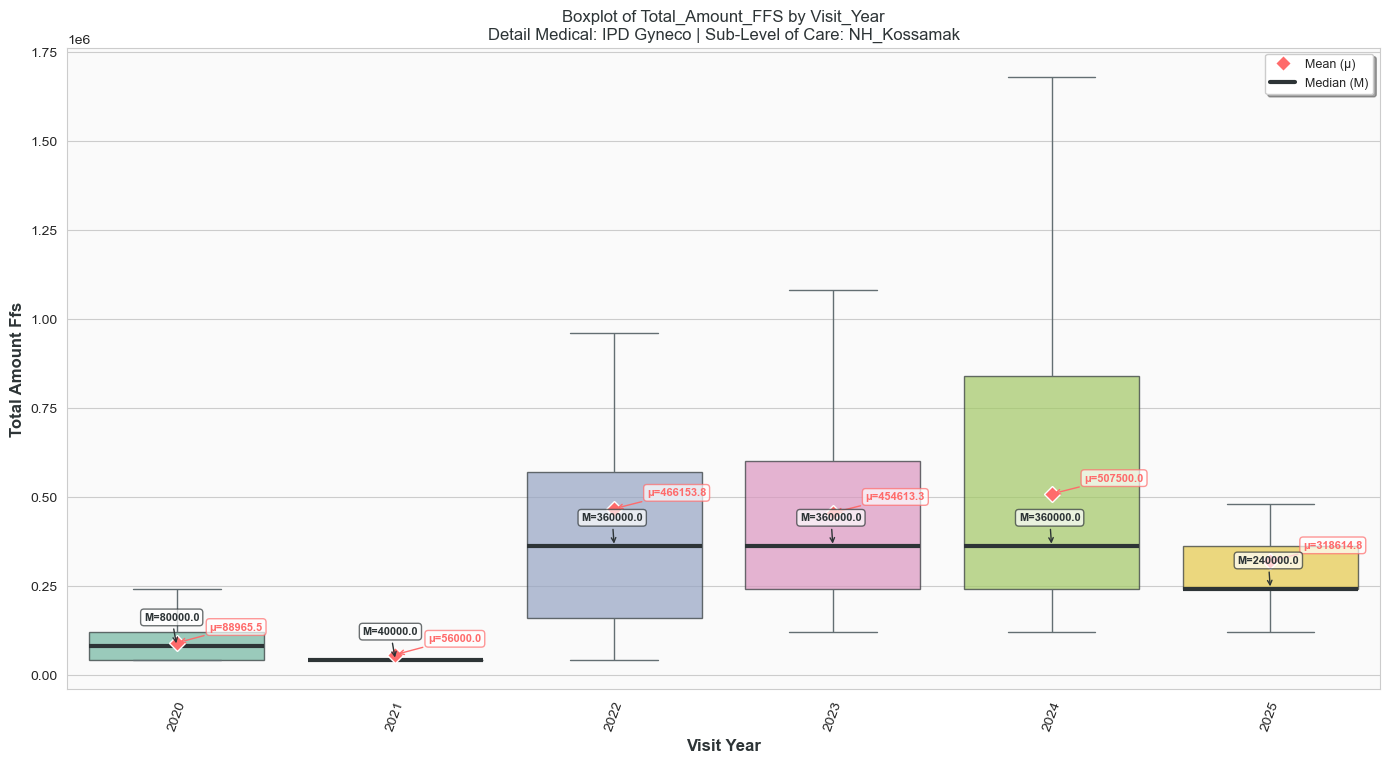 Boxplot of Total_Amount_FFS by Visit_Year
Detail Medical: IPD Gyneco | Sub-Level of Care: NH_Kossamak
1e6
Mean (μ)
Median (M)
1.75
1.50
1.25
1.00
0.75
0.50
0.25
0.00
Total Amount Ffs
M=80000.0
μ=88965.5
M=40000.0
μ=56000.0
μ=466153.8
M=360000.0
μ=454613.3
M=360000.0
μ=507500.0
M=360000.0
μ=318614.8
M=240000.0
2020
2021
2022
2023
2024
2025
Visit Year